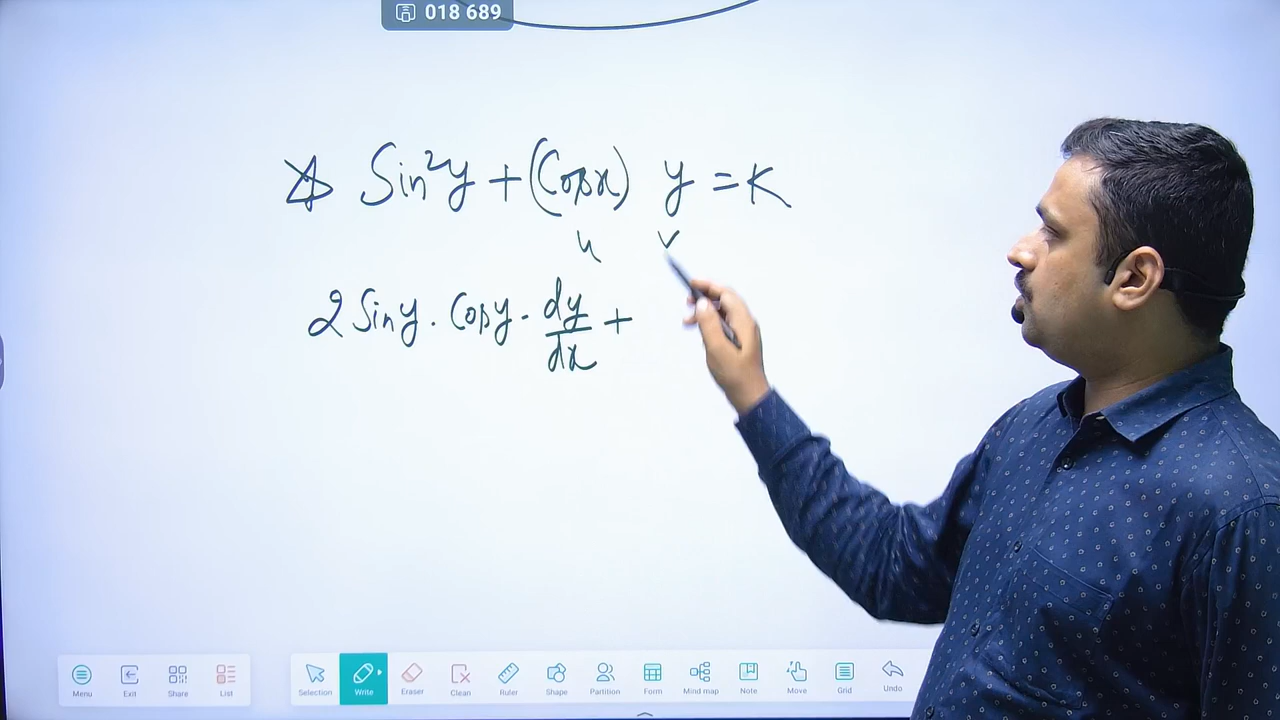 018 689
☆ Sin²y + (Cosx) y = K
u v
2 Siny . Cosy . dy/dx +
Menu Exit Share List Selection Write Eraser Clean Ruler Shape Partition Form Mind map Note Move Grid Undo